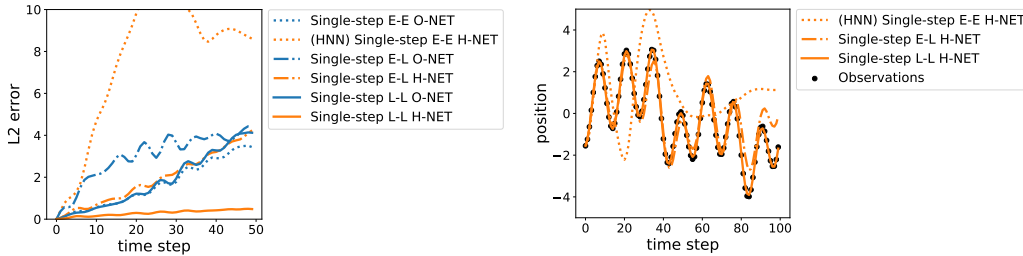 10
8
6
4
2
0
L2 error
0
10
20
30
40
50
time step
Single-step E-E O-NET
(HNN) Single-step E-E H-NET
Single-step E-L O-NET
Single-step E-L H-NET
Single-step L-L O-NET
Single-step L-L H-NET
4
2
0
−2
−4
position
0
20
40
60
80
100
time step
(HNN) Single-step E-E H-NET
Single-step E-L H-NET
Single-step L-L H-NET
Observations